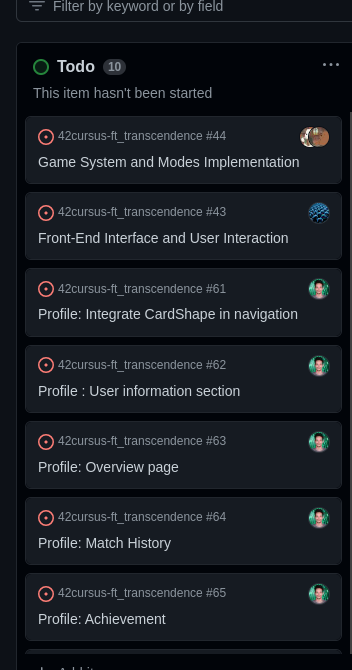 Filter by keyword or by field
Todo 10
This item hasn't been started
42cursus-ft_transcendence #44
Game System and Modes Implementation
42cursus-ft_transcendence #43
Front-End Interface and User Interaction
42cursus-ft_transcendence #61
Profile: Integrate CardShape in navigation
42cursus-ft_transcendence #62
Profile : User information section
42cursus-ft_transcendence #63
Profile: Overview page
42cursus-ft_transcendence #64
Profile: Match History
42cursus-ft_transcendence #65
Profile: Achievement